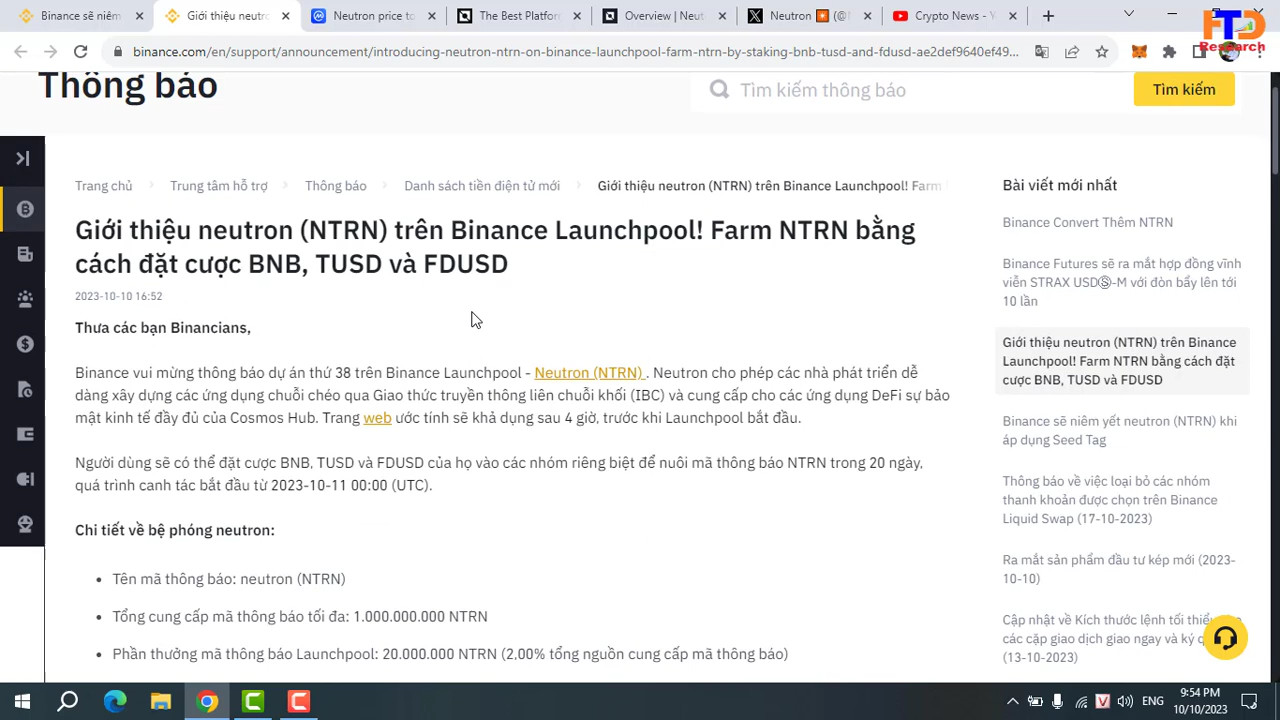 Binance sẽ niêm
Giới thiệu neutro
Neutron price to
The Best Platfor
Overview | Neut
Neutron
(@
Crypto News - Y
FTD
Research
binance.com/en/support/announcement/introducing-neutron-ntrn-on-binance-launchpool-farm-ntrn-by-staking-bnb-tusd-and-fdusd-ae2de9540ef49...
Thông báo
Tìm kiếm thông báo
Tìm kiếm
Trang chủ
Trung tâm hỗ trợ
Thông báo
Danh sách tiền điện tử mới
Giới thiệu neutron (NTRN) trên Binance Launchpool! Farm
Giới thiệu neutron (NTRN) trên Binance Launchpool! Farm NTRN bằng
cách đặt cược BNB, TUSD và FDUSD
2023-10-10 16:52
Thưa các bạn Binancians,
Binance vui mừng thông báo dự án thứ 38 trên Binance Launchpool - Neutron (NTRN) . Neutron cho phép các nhà phát triển dễ
dàng xây dựng các ứng dụng chuỗi chéo qua Giao thức truyền thông liên chuỗi khối (IBC) và cung cấp cho các ứng dụng DeFi sự bảo
mật kinh tế đầy đủ của Cosmos Hub. Trang web ước tính sẽ khả dụng sau 4 giờ, trước khi Launchpool bắt đầu.
Người dùng sẽ có thể đặt cược BNB, TUSD và FDUSD của họ vào các nhóm riêng biệt để nuôi mã thông báo NTRN trong 20 ngày,
quá trình canh tác bắt đầu từ 2023-10-11 00:00 (UTC).
Chi tiết về bệ phóng neutron:
• Tên mã thông báo: neutron (NTRN)
• Tổng cung cấp mã thông báo tối đa: 1.000.000.000 NTRN
• Phần thưởng mã thông báo Launchpool: 20.000.000 NTRN (2,00% tổng nguồn cung cấp mã thông báo)
Bài viết mới nhất
Binance Convert Thêm NTRN
Binance Futures sẽ ra mắt hợp đồng vĩnh
viễn STRAX USDⓈ-M với đòn bẩy lên tới
10 lần
Giới thiệu neutron (NTRN) trên Binance
Launchpool! Farm NTRN bằng cách đặt cược
BNB, TUSD và FDUSD
Binance sẽ niêm yết neutron (NTRN) khi
áp dụng Seed Tag
Thông báo về việc loại bỏ các nhóm
thanh khoản được chọn trên Binance
Liquid Swap (17-10-2023)
Ra mắt sản phẩm đầu tư kép mới (2023-
10-10)
Cập nhật về Kích thước lệnh tối thiểu
các cặp giao dịch giao ngay và ký
(13-10-2023)
ENG
9:54 PM
10/10/2023